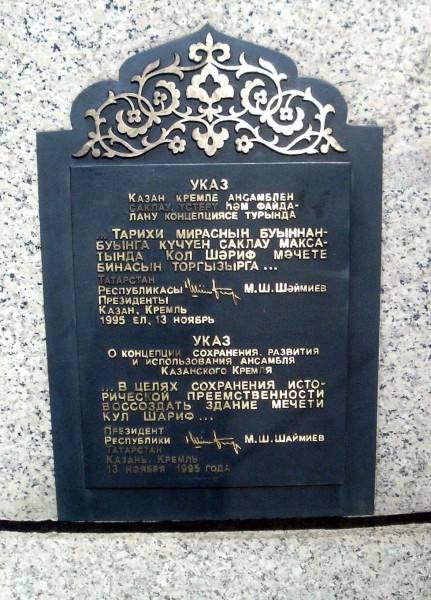 УКАЗ
КАЗАН КРЕМЛЕ АНСАМБЛЕН
САКЛАУ, ҮСТЕРҮ ҺӘМ ФАЙДА-
ЛАНУ КОНЦЕПЦИЯСЕ ТУРЫНДА
... ТАРИХИ МИРАСНЫҢ БУЫННАН-
БУЫНГА КҮЧҮЕН САКЛАУ МАКСА-
ТЫНДА КОЛ ШӘРИФ МӘЧЕТЕ
БИНАСЫН ТОРГЫЗЫРГА ...
ТАТАРСТАН
РЕСПУБЛИКАСЫ М.Ш.ШӘЙМИЕВ
ПРЕЗИДЕНТЫ
КАЗАН, КРЕМЛЬ
1995 ЕЛ, 13 НОЯБРЬ
УКАЗ
О КОНЦЕПЦИИ СОХРАНЕНИЯ, РАЗВИТИЯ
И ИСПОЛЬЗОВАНИЯ АНСАМБЛЯ
КАЗАНСКОГО КРЕМЛЯ
... В ЦЕЛЯХ СОХРАНЕНИЯ ИСТО-
РИЧЕСКОЙ ПРЕЕМСТВЕННОСТИ
ВОССОЗДАТЬ ЗДАНИЕ МЕЧЕТИ
КУЛ ШАРИФ ...
ПРЕЗИДЕНТ
РЕСПУБЛИКИ М.Ш.ШАЙМИЕВ
ТАТАРСТАН
КАЗАНЬ, КРЕМЛЬ
13 НОЯБРЯ 1995 ГОДА